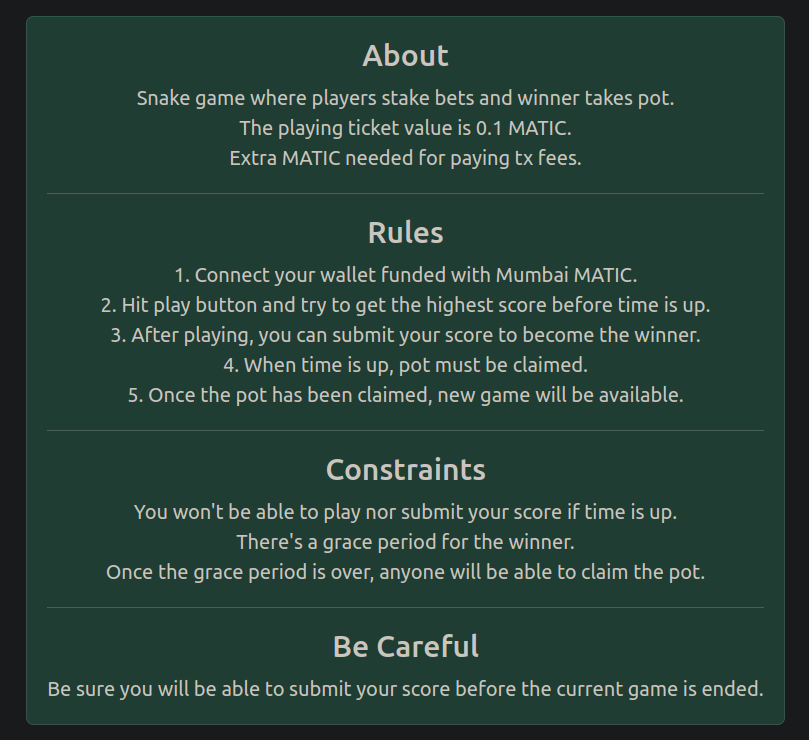 About
Snake game where players stake bets and winner takes pot.
The playing ticket value is 0.1 MATIC.
Extra MATIC needed for paying tx fees.
Rules
1. Connect your wallet funded with Mumbai MATIC.
2. Hit play button and try to get the highest score before time is up.
3. After playing, you can submit your score to become the winner.
4. When time is up, pot must be claimed.
5. Once the pot has been claimed, new game will be available.
Constraints
You won't be able to play nor submit your score if time is up.
There's a grace period for the winner.
Once the grace period is over, anyone will be able to claim the pot.
Be Careful
Be sure you will be able to submit your score before the current game is ended.